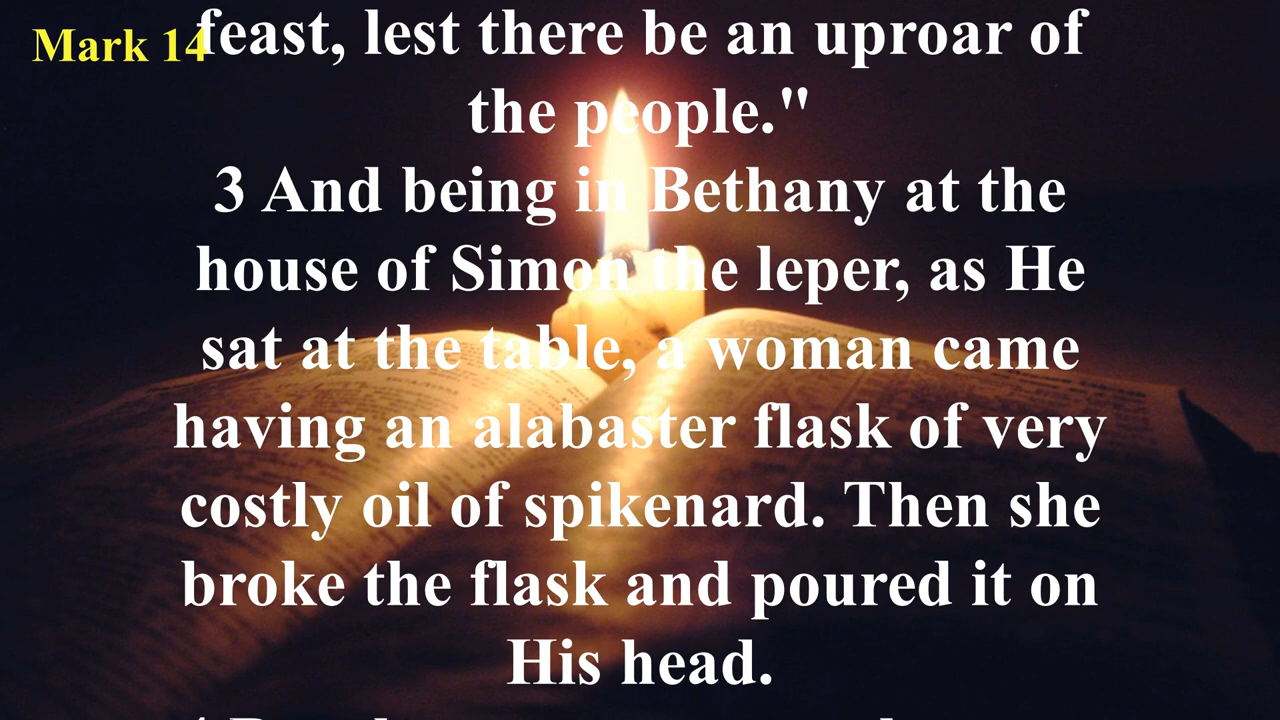 Mark 14
feast, lest there be an uproar of
the people."
3 And being in Bethany at the
house of Simon the leper, as He
sat at the table, a woman came
having an alabaster flask of very
costly oil of spikenard. Then she
broke the flask and poured it on
His head.